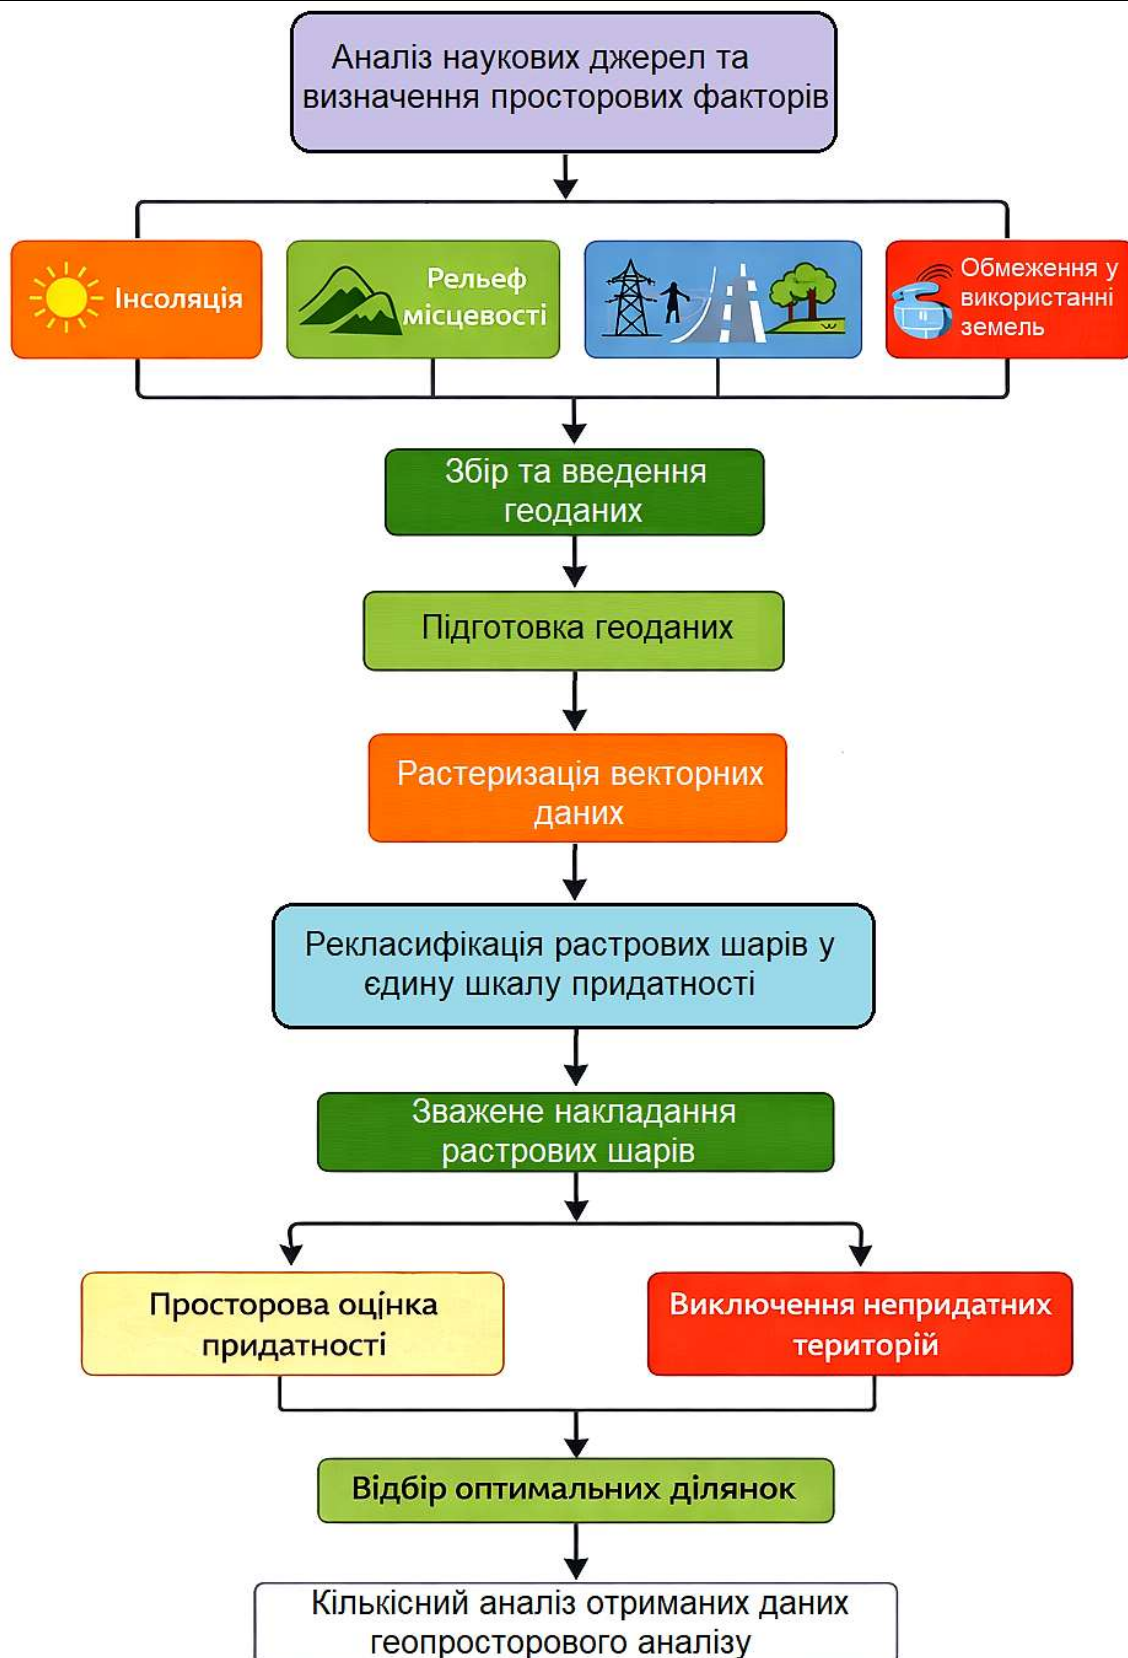 Аналіз наукових джерел та
визначення просторових факторів
Інсоляція
Рельеф
місцевості
Обмеження у
використанні
земель
Збір та введення
геоданих
Підготовка геоданих
Растеризація векторних
даних
Рекласифікація растрових шарів у
єдину шкалу придатності
Зважене накладання
растрових шарів
Просторова оцінка
придатності
Виключення непридатних
територій
Відбір оптимальних ділянок
Кількісний аналіз отриманих даних
геопросторового аналізу